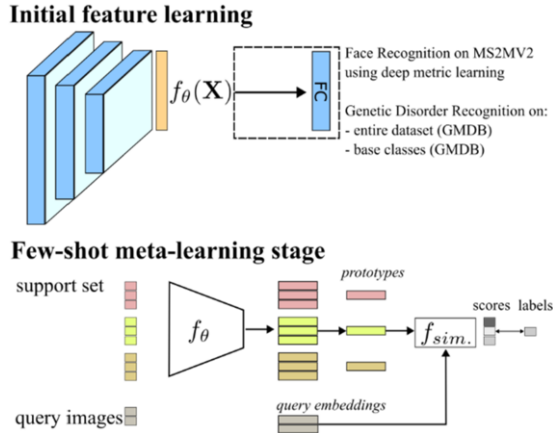 Initial feature learning
fθ(X)
FC
Face Recognition on MS2MV2
using deep metric learning
Genetic Disorder Recognition on:
- entire dataset (GMDB)
- base classes (GMDB)
Few-shot meta-learning stage
support set
fθ
prototypes
fsim.
scores labels
query images
query embeddings